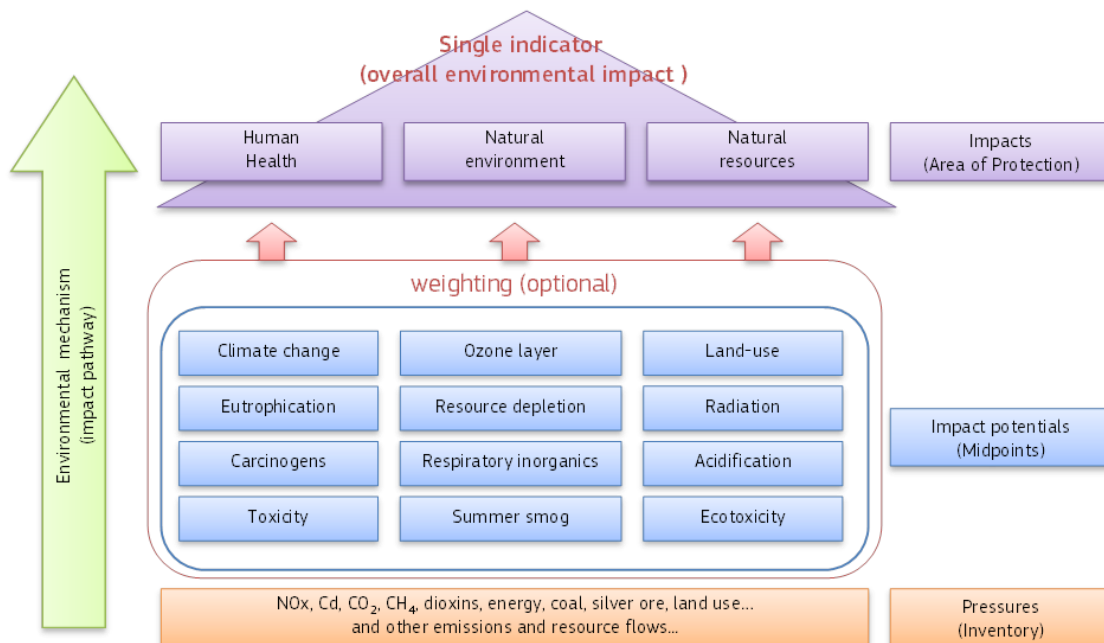 Single indicator
(overall environmental impact )
Human
Health
Natural
environment
Natural
resources
Impacts
(Area of Protection)
Environmental mechanism
(impact pathway)
weighting (optional)
Climate change
Ozone layer
Land-use
Eutrophication
Resource depletion
Radiation
Carcinogens
Respiratory inorganics
Acidification
Toxicity
Summer smog
Ecotoxicity
Impact potentials
(Midpoints)
NOx, Cd, CO₂, CH₄, dioxins, energy, coal, silver ore, land use...
and other emissions and resource flows...
Pressures
(Inventory)